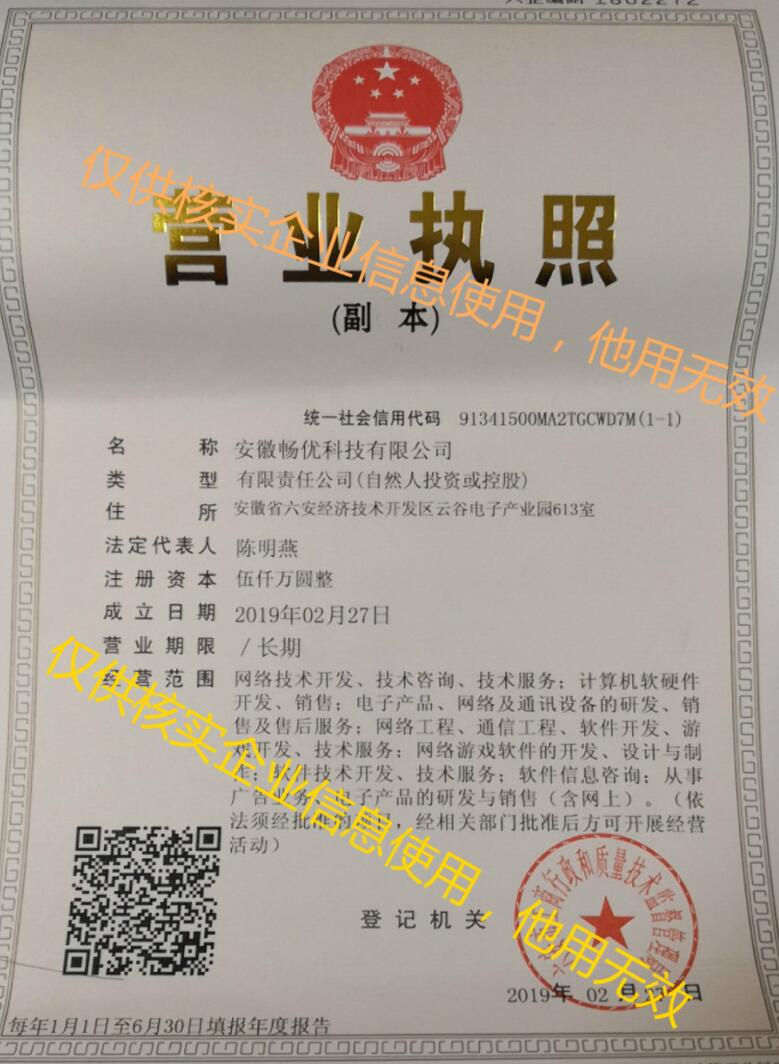 营业执照
(副 本)
统一社会信用代码 91341500MA2TGCWD7M(1-1)
名 称 安徽畅优科技有限公司
类 型 有限责任公司(自然人投资或控股)
住 所 安徽省六安经济技术开发区云谷电子产业园613室
法定代表人 陈明燕
注册资本 伍仟万圆整
成立日期 2019年02月27日
营业期限 / 长期
经营范围 网络技术开发、技术咨询、技术服务；计算机软硬件
开发、销售；电子产品、网络及通讯设备的研发、销
售及售后服务；网络工程、通信工程、软件开发、游
戏开发、技术服务；网络游戏软件的开发、设计与制
作；软件技术开发、技术服务；软件信息咨询；从事
广告业务、电子产品的研发与销售（含网上）。（依
法须经批准的项目，经相关部门批准后方可开展经营
活动）
登记机关
2019年 02 月 日
每年1月1日至6月30日填报年度报告
仅供核实企业信息使用，他用无效
仅供核实企业信息使用，他用无效